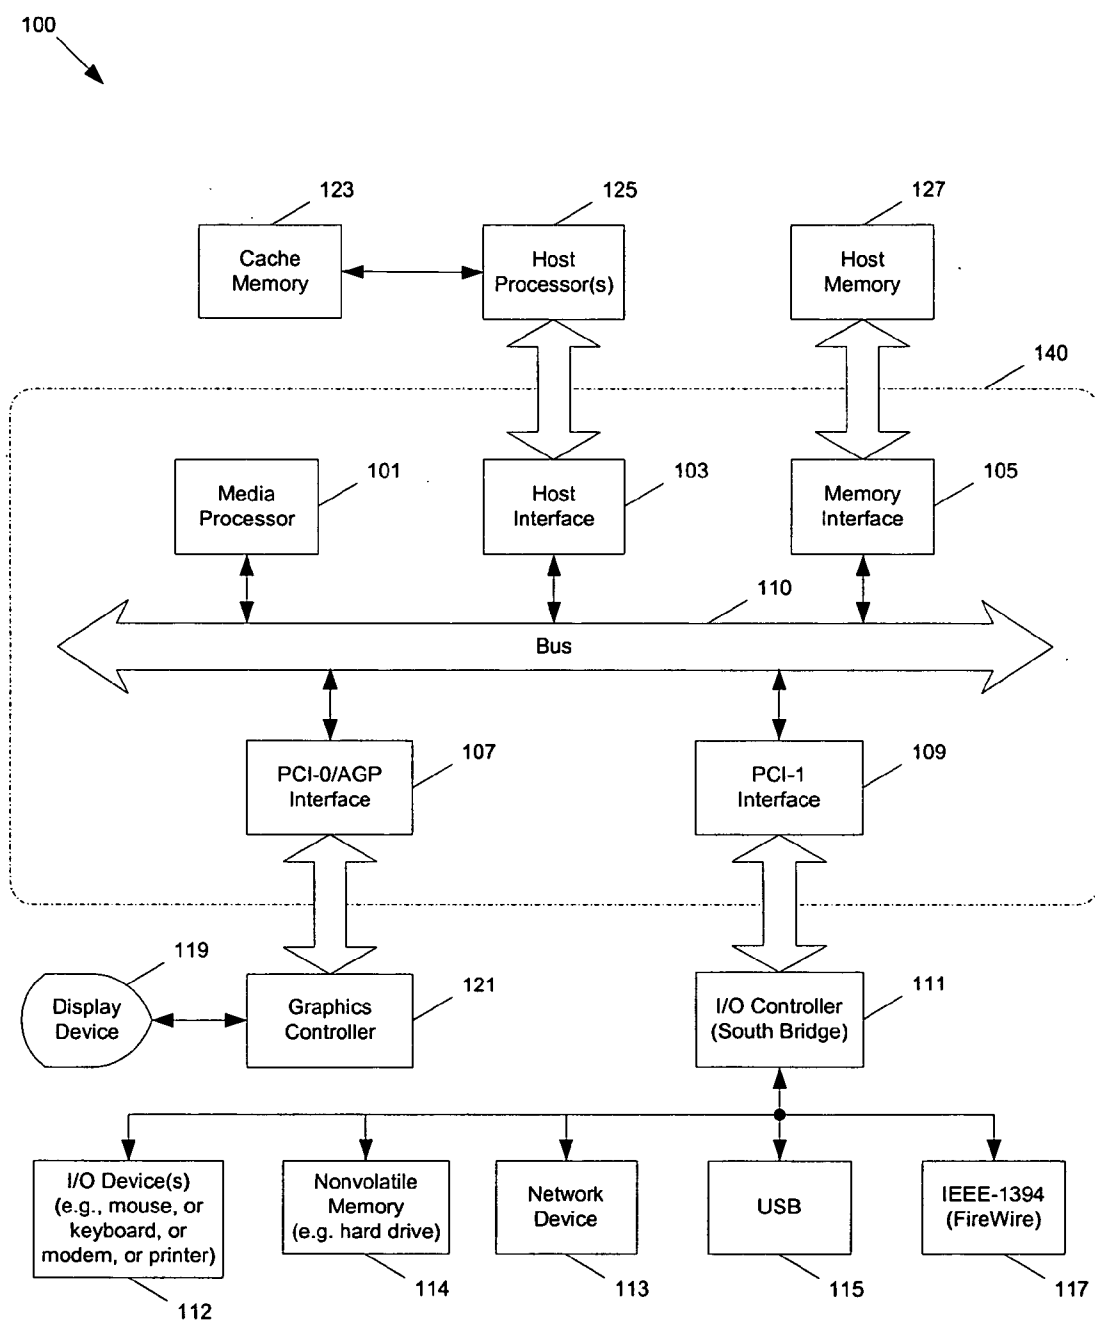 100
123
125
127
Cache
Memory
Host
Processor(s)
Host
Memory
140
101
103
105
Media
Processor
Host
Interface
Memory
Interface
110
Bus
107
109
PCI-0/AGP
Interface
PCI-1
Interface
119
121
111
Display
Device
Graphics
Controller
I/O Controller
(South Bridge)
I/O Device(s)
(e.g., mouse, or
keyboard, or
modem, or printer)
Nonvolatile
Memory
(e.g. hard drive)
Network
Device
USB
IEEE-1394
(FireWire)
112
114
113
115
117